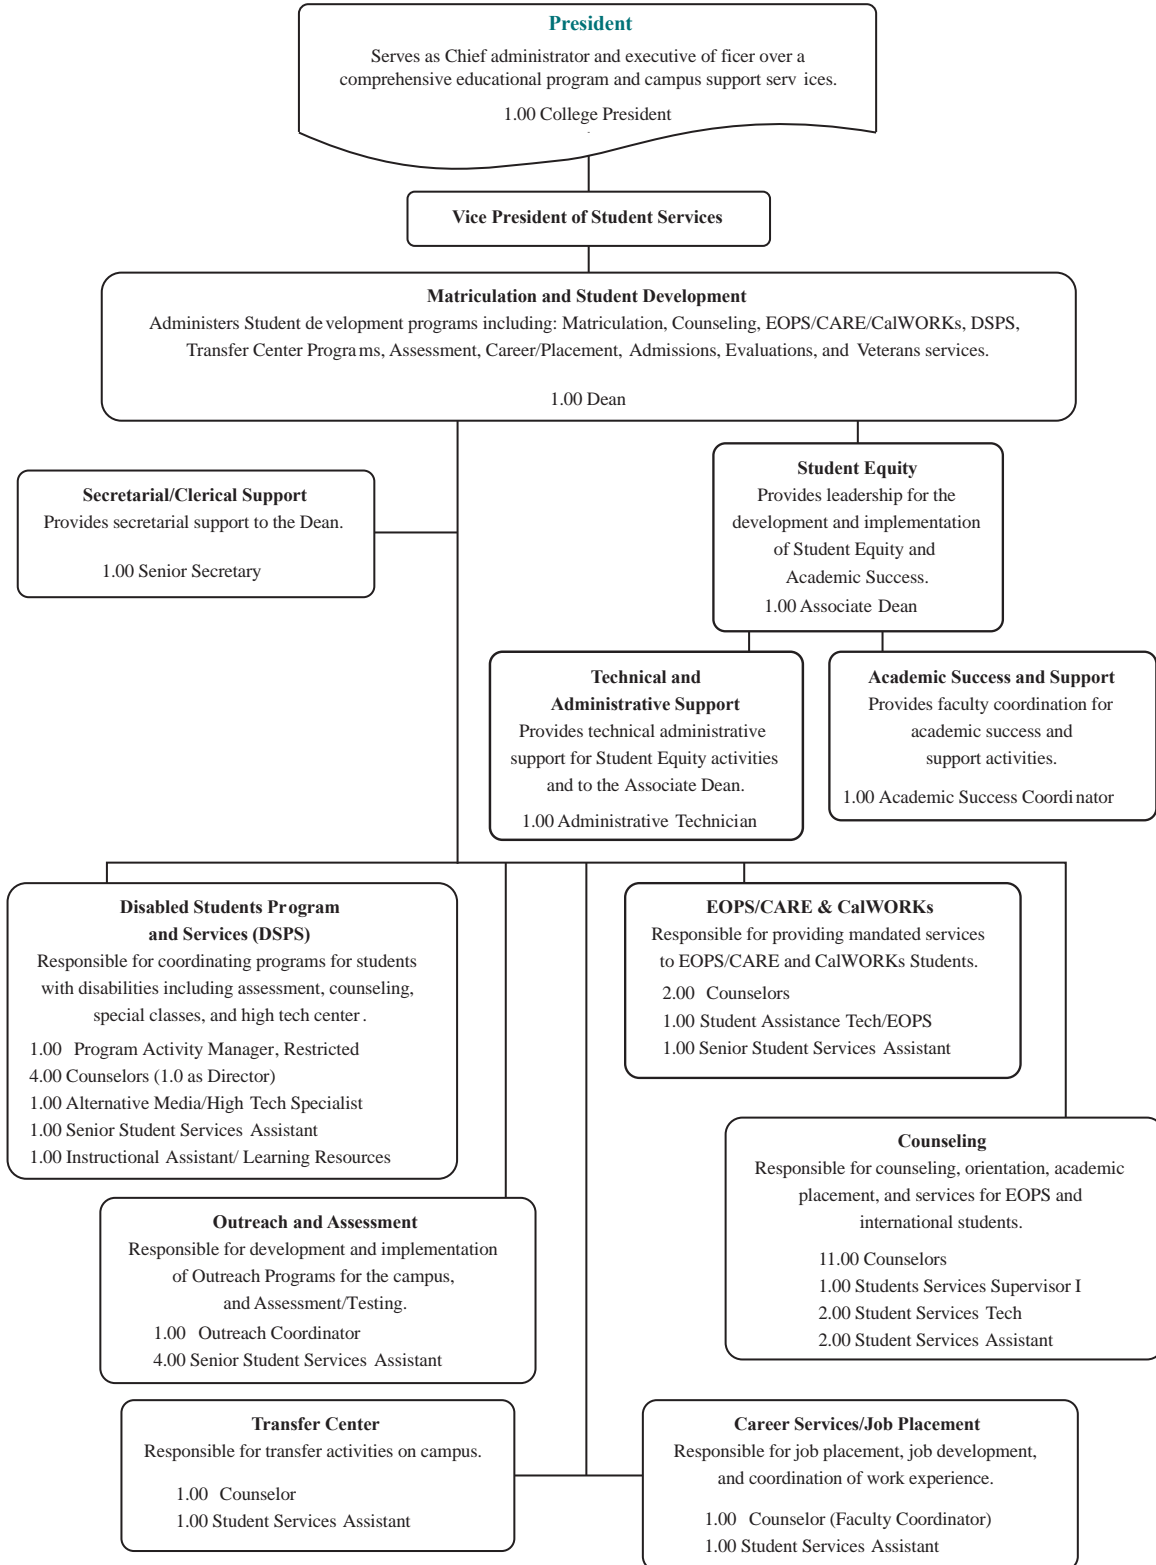 President
Serves as Chief administrator and executive of ficer over a
comprehensive educational program and campus support serv ices.
1.00 College President
Vice President of Student Services
Matriculation and Student Development
Administers Student development programs including: Matriculation, Counseling, EOPS/CARE/CalWORKs, DSPS,
Transfer Center Programs, Assessment, Career/Placement, Admissions, Evaluations, and Veterans services.
1.00 Dean
Secretarial/Clerical Support
Provides secretarial support to the Dean.
1.00 Senior Secretary
Student Equity
Provides leadership for the
development and implementation
of Student Equity and
Academic Success.
1.00 Associate Dean
Technical and
Administrative Support
Provides technical administrative
support for Student Equity activities
and to the Associate Dean.
1.00 Administrative Technician
Academic Success and Support
Provides faculty coordination for
academic success and
support activities.
1.00 Academic Success Coordinator
Disabled Students Program
and Services (DSPS)
Responsible for coordinating programs for students
with disabilities including assessment, counseling,
special classes, and high tech center.
1.00 Program Activity Manager, Restricted
4.00 Counselors (1.0 as Director)
1.00 Alternative Media/High Tech Specialist
1.00 Senior Student Services Assistant
1.00 Instructional Assistant/ Learning Resources
EOPS/CARE & CalWORKs
Responsible for providing mandated services
to EOPS/CARE and CalWORKs Students.
2.00 Counselors
1.00 Student Assistance Tech/EOPS
1.00 Senior Student Services Assistant
Counseling
Responsible for counseling, orientation, academic
placement, and services for EOPS and
international students.
11.00 Counselors
1.00 Students Services Supervisor I
2.00 Student Services Tech
2.00 Student Services Assistant
Outreach and Assessment
Responsible for development and implementation
of Outreach Programs for the campus,
and Assessment/Testing.
1.00 Outreach Coordinator
4.00 Senior Student Services Assistant
Transfer Center
Responsible for transfer activities on campus.
1.00 Counselor
1.00 Student Services Assistant
Career Services/Job Placement
Responsible for job placement, job development,
and coordination of work experience.
1.00 Counselor (Faculty Coordinator)
1.00 Student Services Assistant